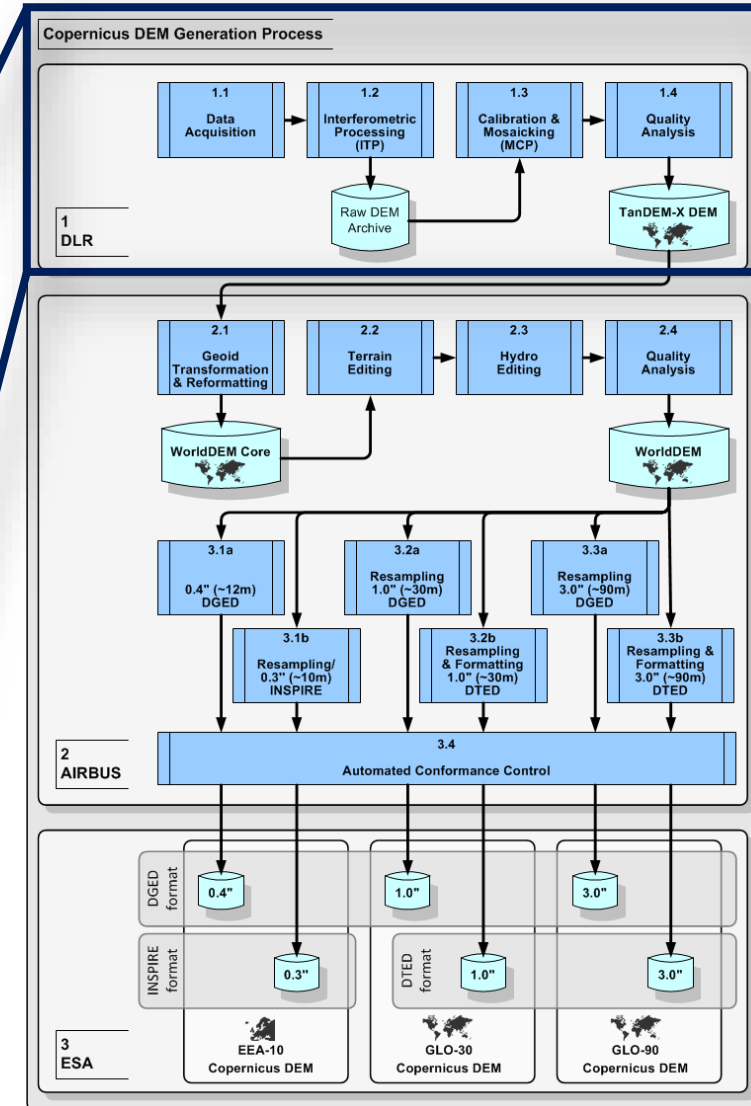 Copernicus DEM Generation Process
1.1
Data
Acquisition
1.2
Interferometric
Processing
(ITP)
1.3
Calibration &
Mosaicking
(MCP)
1.4
Quality
Analysis
Raw DEM
Archive
TanDEM-X DEM
1
DLR
2.1
Geoid
Transformation
& Reformatting
2.2
Terrain
Editing
2.3
Hydro
Editing
2.4
Quality
Analysis
WorldDEM Core
WorldDEM
3.1a
0.4" (~12m)
DGED
3.2a
Resampling
1.0" (~30m)
DGED
3.3a
Resampling
3.0" (~90m)
DGED
3.1b
Resampling/
0.3" (~10m)
INSPIRE
3.2b
Resampling
& Formatting
1.0" (~30m)
DTED
3.3b
Resampling &
Formatting
3.0" (~90m)
DTED
3.4
Automated Conformance Control
2
AIRBUS
DGED
format
0.4"
1.0"
3.0"
INSPIRE
format
0.3"
DTED
format
1.0"
3.0"
3
ESA
EEA-10
Copernicus DEM
GLO-30
Copernicus DEM
GLO-90
Copernicus DEM